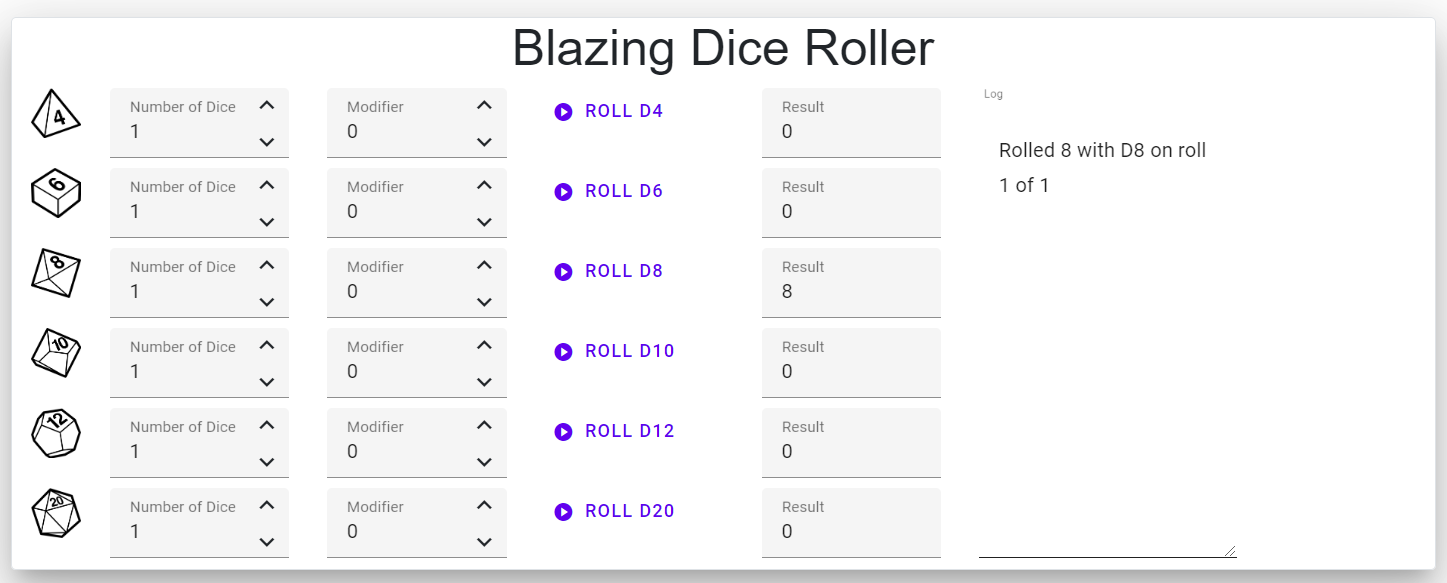 Blazing Dice Roller
4
Number of Dice
1
Modifier
0
ROLL D4
Result
0
6
Number of Dice
1
Modifier
0
ROLL D6
Result
0
8
Number of Dice
1
Modifier
0
ROLL D8
Result
8
10
Number of Dice
1
Modifier
0
ROLL D10
Result
0
12
Number of Dice
1
Modifier
0
ROLL D12
Result
0
20
Number of Dice
1
Modifier
0
ROLL D20
Result
0
Log
Rolled 8 with D8 on roll
1 of 1